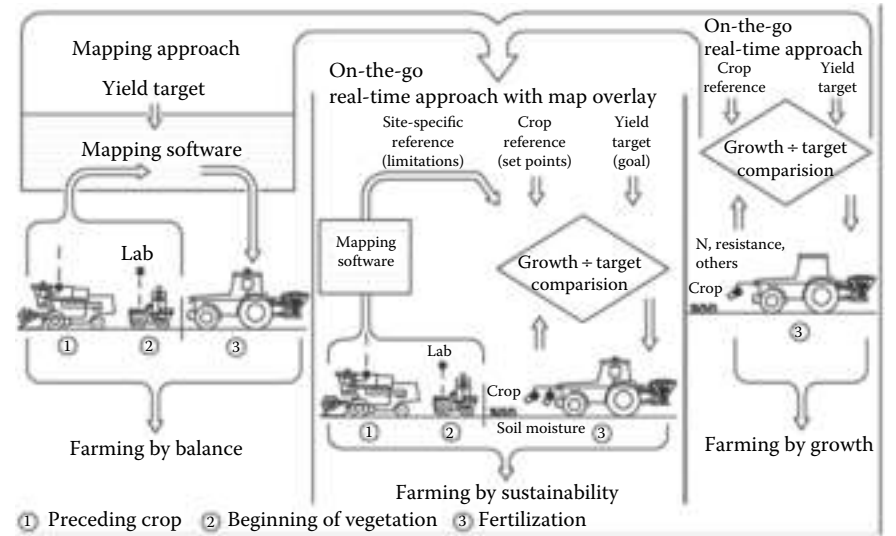 Mapping approach
Yield target
Mapping software
Lab
1
2
3
Farming by balance
On-the-go
real-time approach with map overlay
Site-specific
reference
(limitations)
Crop
reference
(set points)
Yield
target
(goal)
Mapping
software
Growth ÷ target
comparision
Lab
Crop
Soil moisture
1
2
3
Farming by sustainability
On-the-go
real-time approach
Crop
reference
Yield
target
Growth ÷ target
comparision
N, resistance,
others
Crop
3
Farming by growth
1 Preceding crop 2 Beginning of vegetation 3 Fertilization